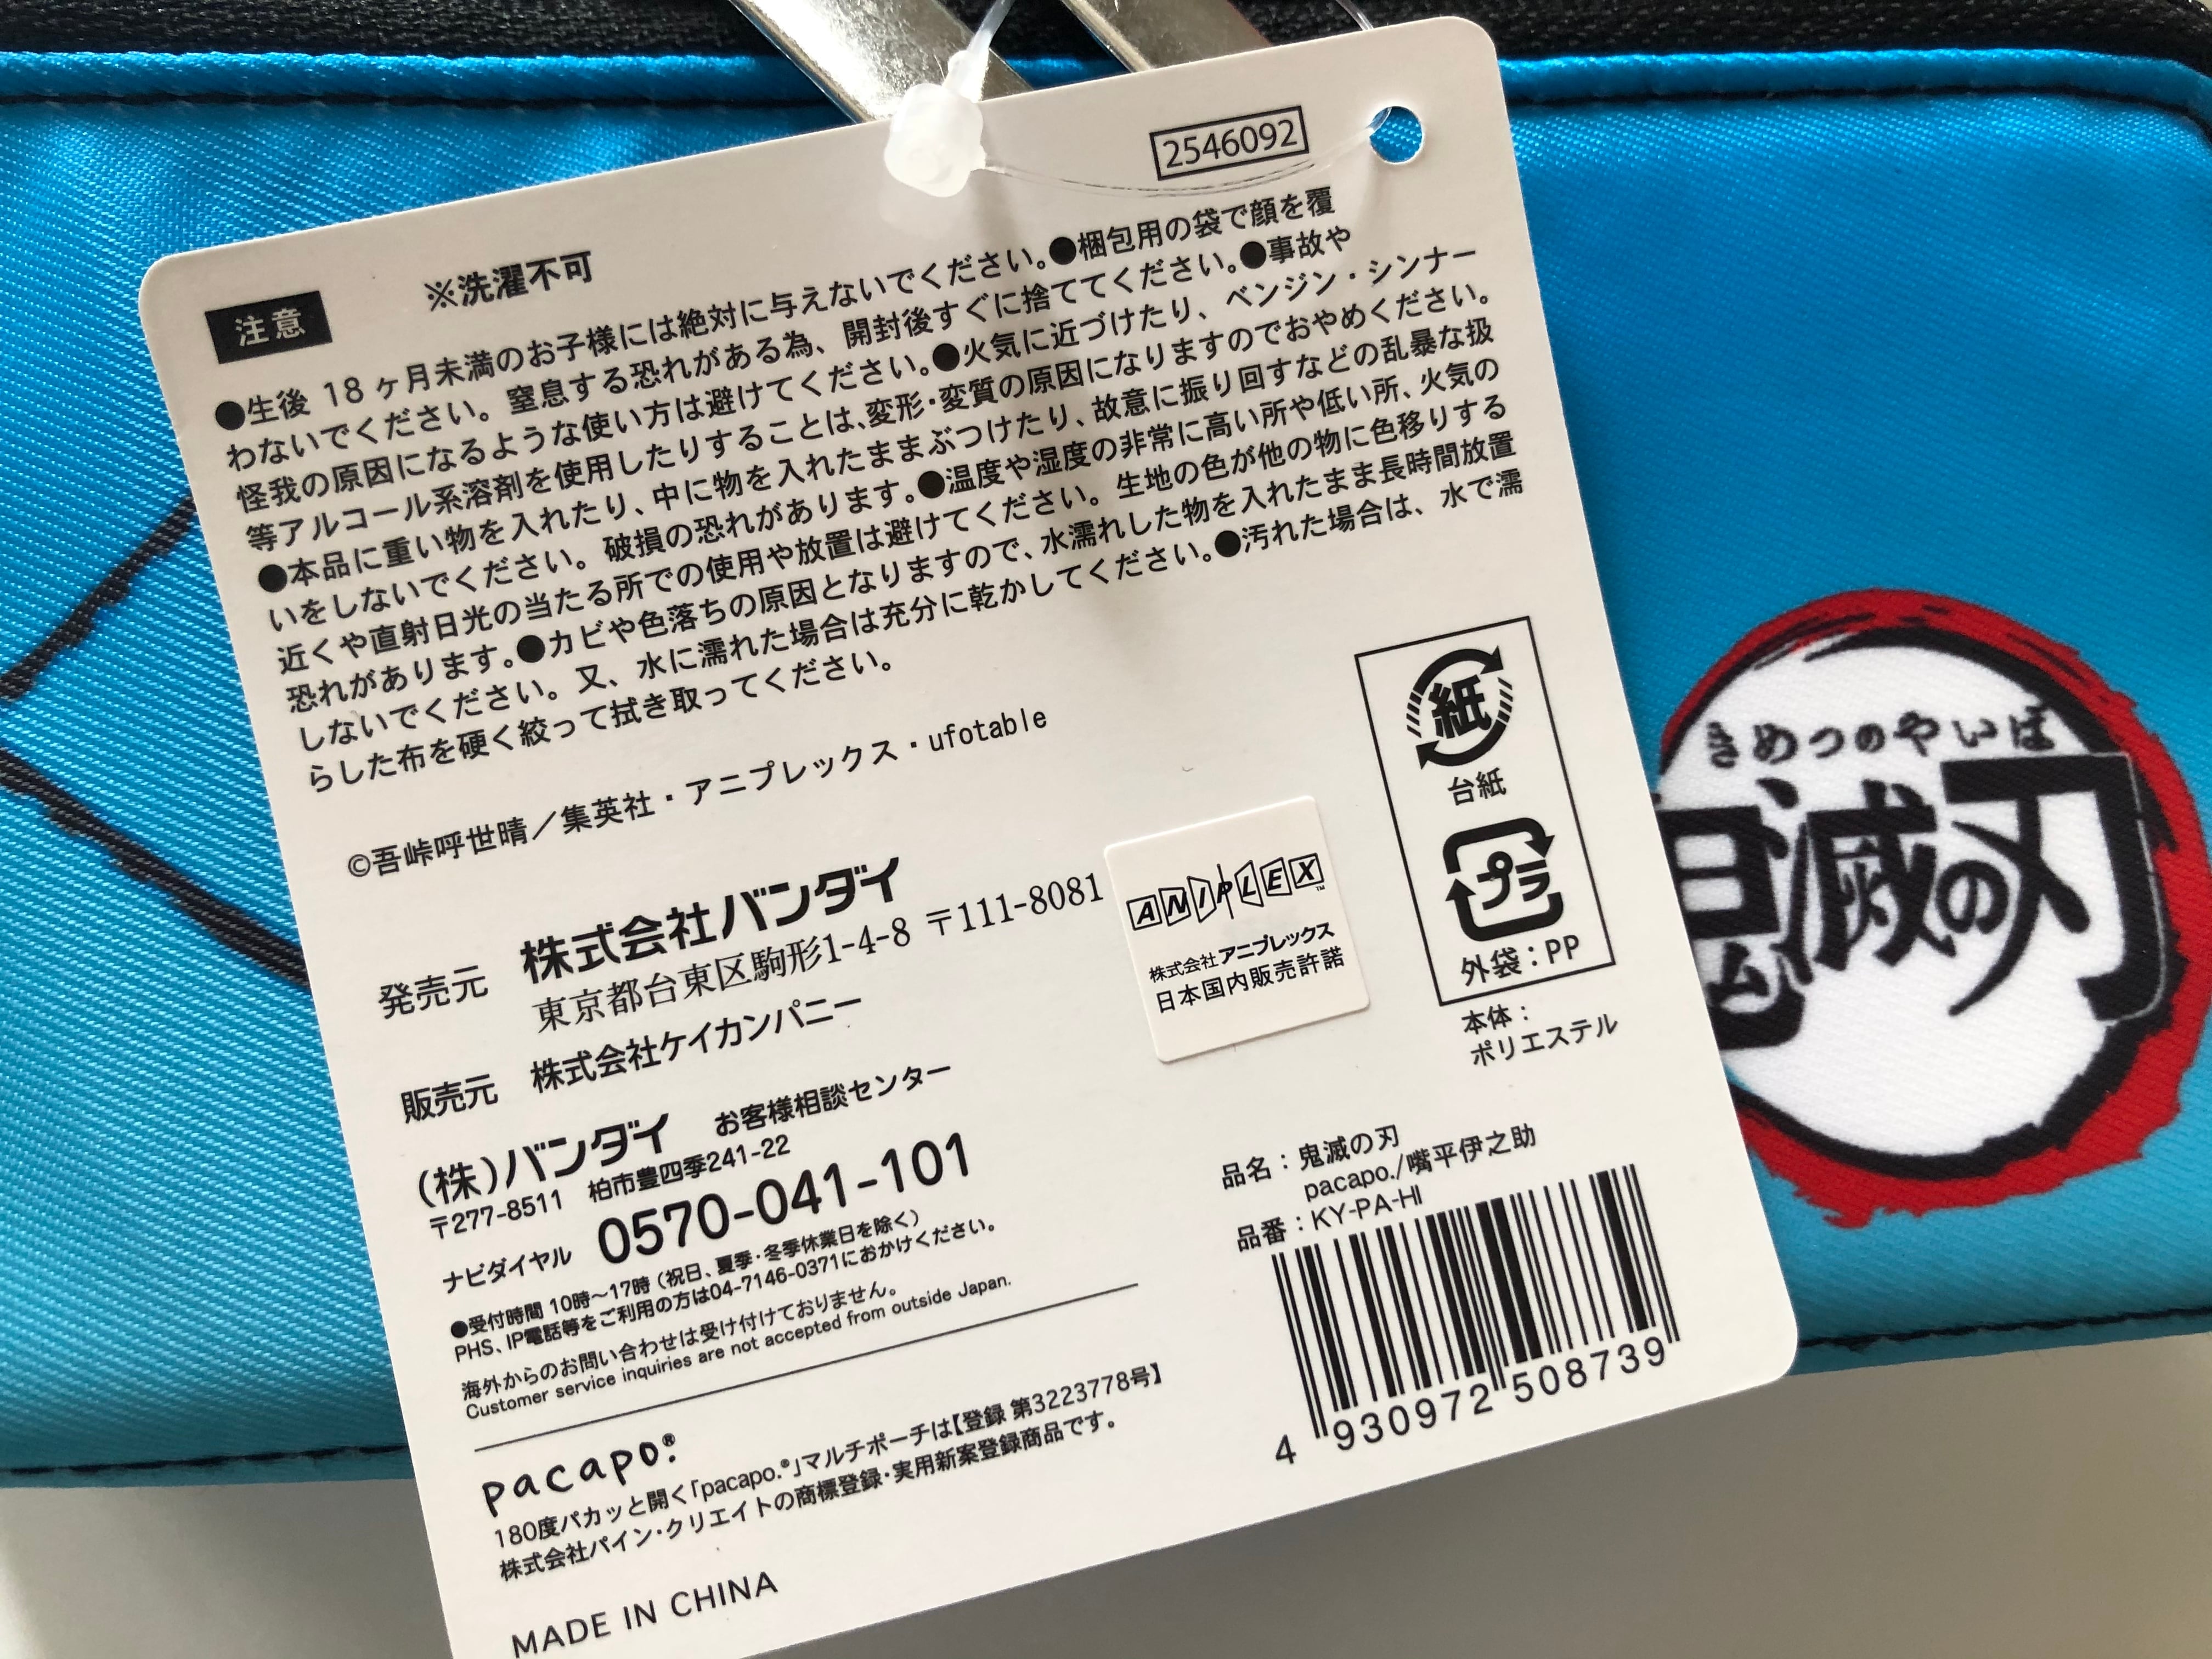 2546092
注意
※洗濯不可
●生後 18 ヶ月未満のお子様には絶対に与えないでください。●梱包用の袋で顔を覆
わないでください。窒息する恐れがある為、開封後すぐに捨ててください。●事故や
怪我の原因になるような使い方は避けてください。●火気に近づけたり、ベンジン・シンナー
等アルコール系溶剤を使用したりすることは、変形・変質の原因になりますのでおやめください。
●本品に重い物を入れたり、中に物を入れたままぶつけたり、故意に振り回すなどの乱暴な扱
いをしないでください。破損の恐れがあります。●温度や湿度の非常に高い所や低い所、火気の
近くや直射日光の当たる所での使用や放置は避けてください。生地の色が他の物に色移りする
恐れがあります。●カビや色落ちの原因となりますので、水濡れした物を入れたまま長時間放置
しないでください。又、水に濡れた場合は充分に乾かしてください。●汚れた場合は、水で濡
らした布を硬く絞って拭き取ってください。
©吾峠呼世晴／集英社・アニプレックス・ufotable
発売元 株式会社バンダイ
東京都台東区駒形1-4-8 〒111-8081
販売元 株式会社ケイカンパニー
(株)バンダイ お客様相談センター
〒277-8511 柏市豊四季241-22
ナビダイヤル 0570-041-101
●受付時間 10時～17時 (祝日、夏季・冬季休業日を除く)
PHS、IP電話等をご利用の方は04-7146-0371におかけください。
海外からのお問い合わせは受け付けておりません。
Customer service inquiries are not accepted from outside Japan.
pacapo.®
180度パカッと開く「pacapo.®」マルチポーチは【登録 第3223778号】
株式会社パイン・クリエイトの商標登録・実用新案登録商品です。
MADE IN CHINA
ANIPLEX™
株式会社アニプレックス
日本国内販売許諾
紙
台紙
プラ
外袋：PP
本体：
ポリエステル
品名：鬼滅の刃
pacapo./嘴平伊之助
品番：KY-PA-HI
4 930972 508739
きめつのやいば
鬼滅の刃